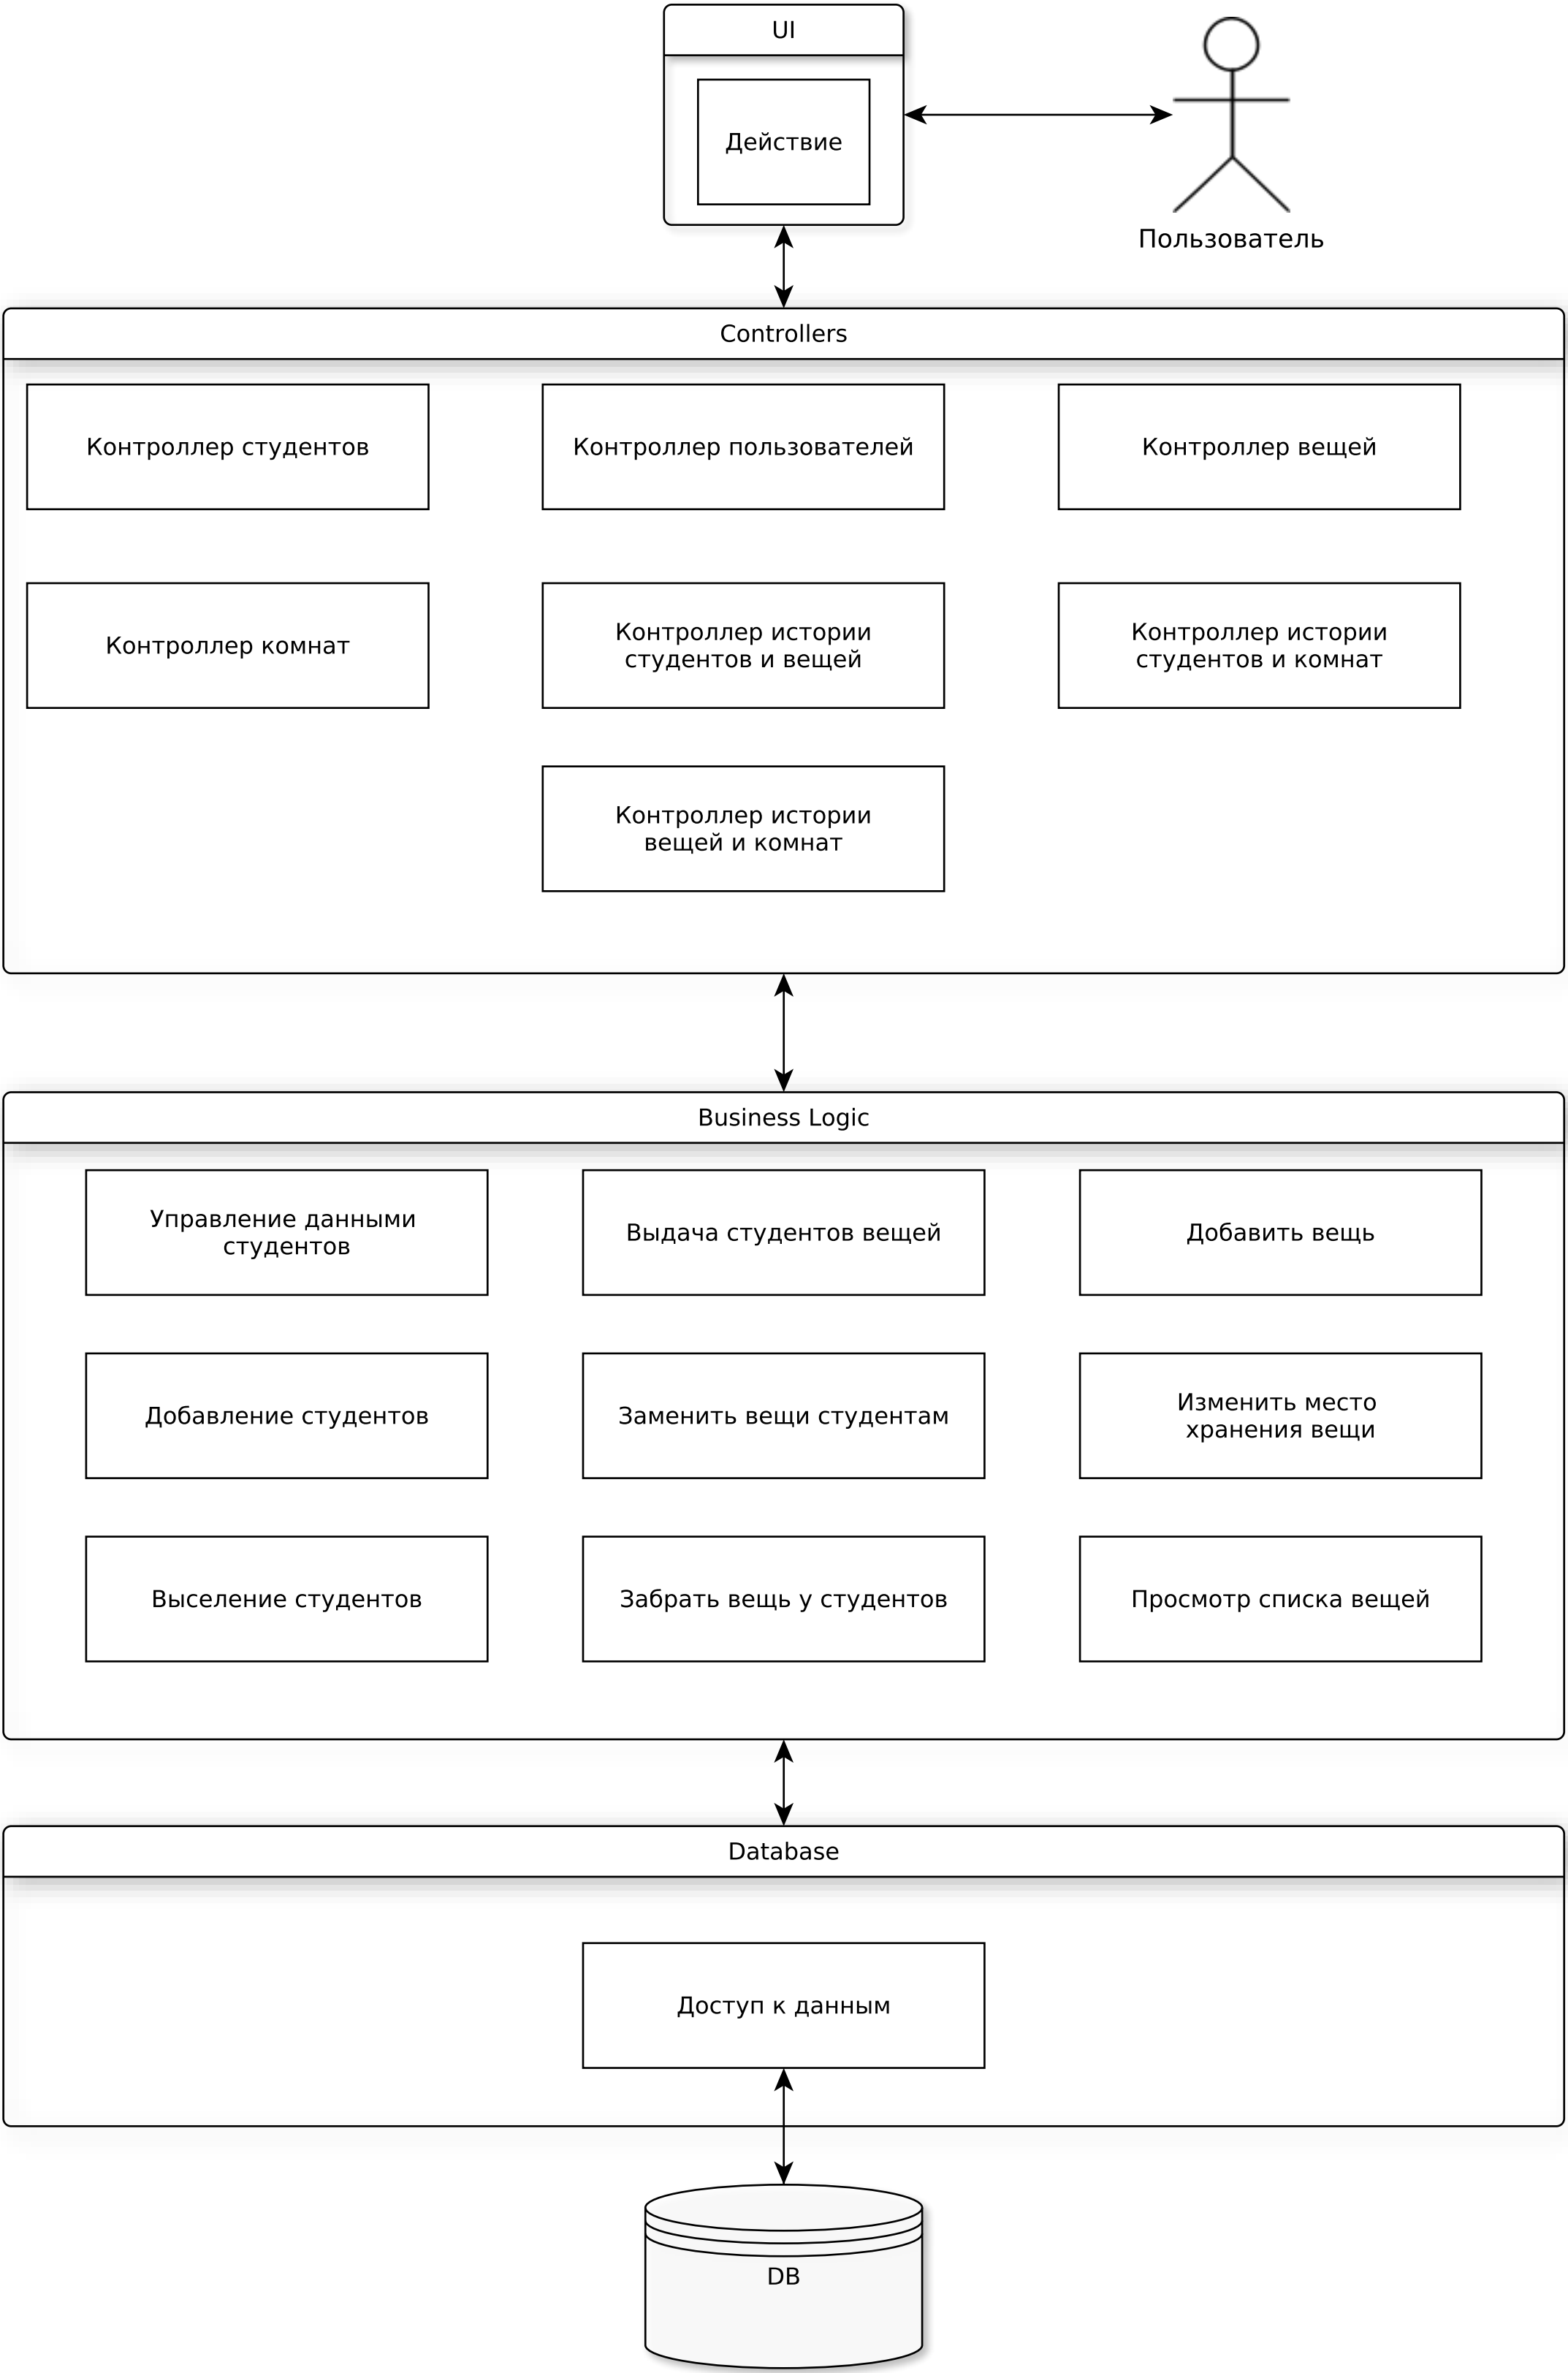 UI
Действие
Пользователь
Controllers
Контроллер студентов
Контроллер пользователей
Контроллер вещей
Контроллер комнат
Контроллер истории
студентов и вещей
Контроллер истории
студентов и комнат
Контроллер истории
вещей и комнат
Business Logic
Управление данными
студентов
Выдача студентов вещей
Добавить вещь
Добавление студентов
Заменить вещи студентам
Изменить место
хранения вещи
Выселение студентов
Забрать вещь у студентов
Просмотр списка вещей
Database
Доступ к данным
DB